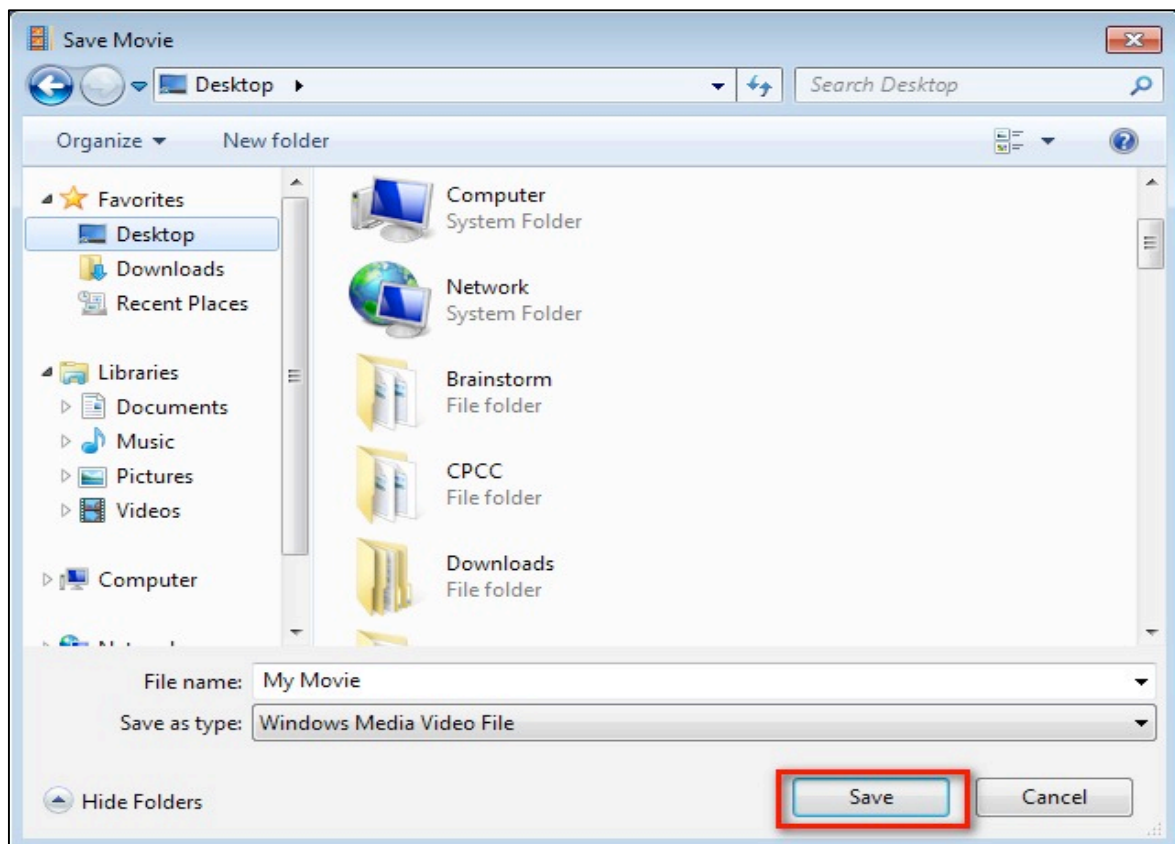 Save Movie
Desktop
Search Desktop
Organize
New folder
Favorites
Desktop
Downloads
Recent Places
Libraries
Documents
Music
Pictures
Videos
Computer
Computer
System Folder
Network
System Folder
Brainstorm
File folder
CPCC
File folder
Downloads
File folder
File name: My Movie
Save as type: Windows Media Video File
Hide Folders
Save
Cancel